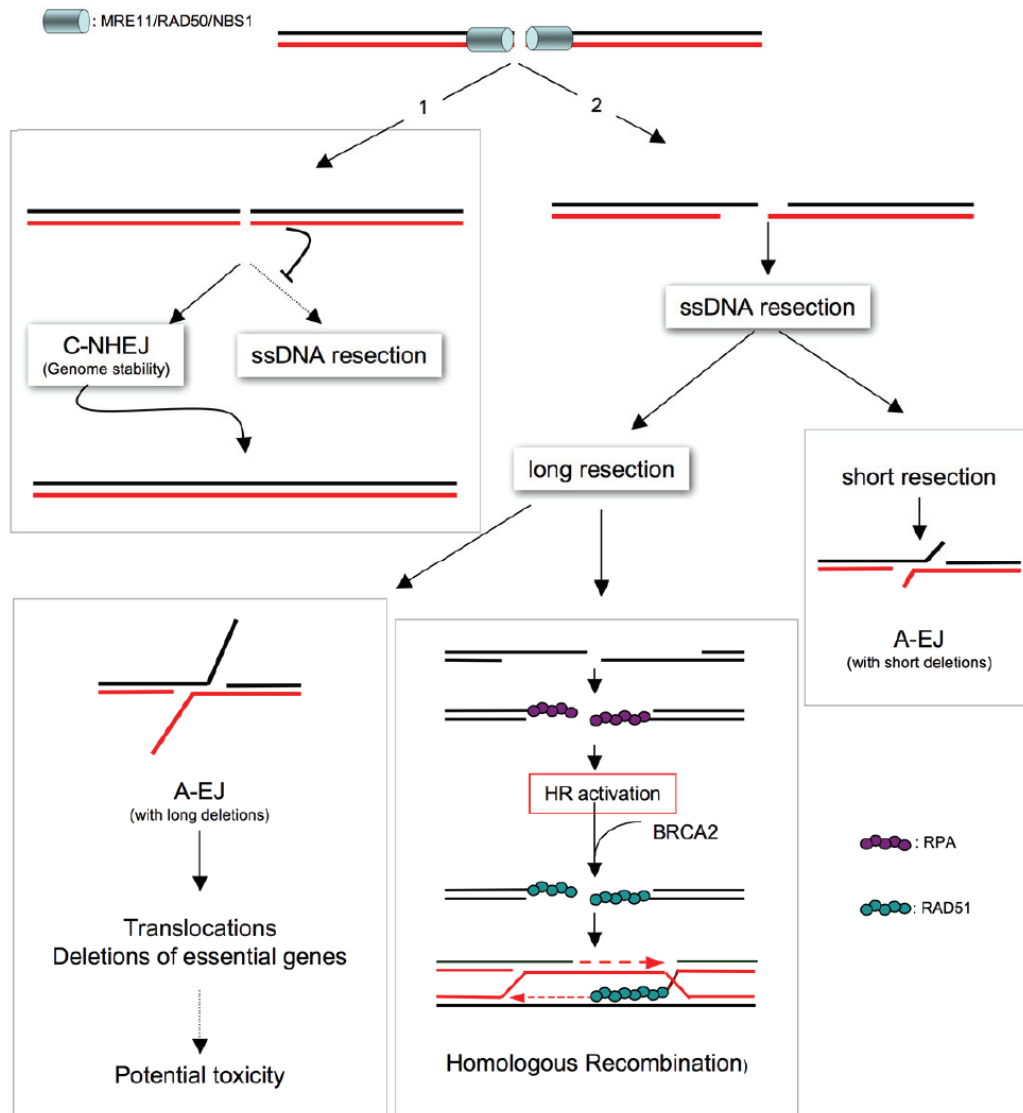 : MRE11/RAD50/NBS1
1
2
C-NHEJ
(Genome stability)
ssDNA resection
ssDNA resection
long resection
short resection
A-EJ
(with short deletions)
A-EJ
(with long deletions)
Translocations
Deletions of essential genes
Potential toxicity
HR activation
BRCA2
Homologous Recombination)
: RPA
: RAD51